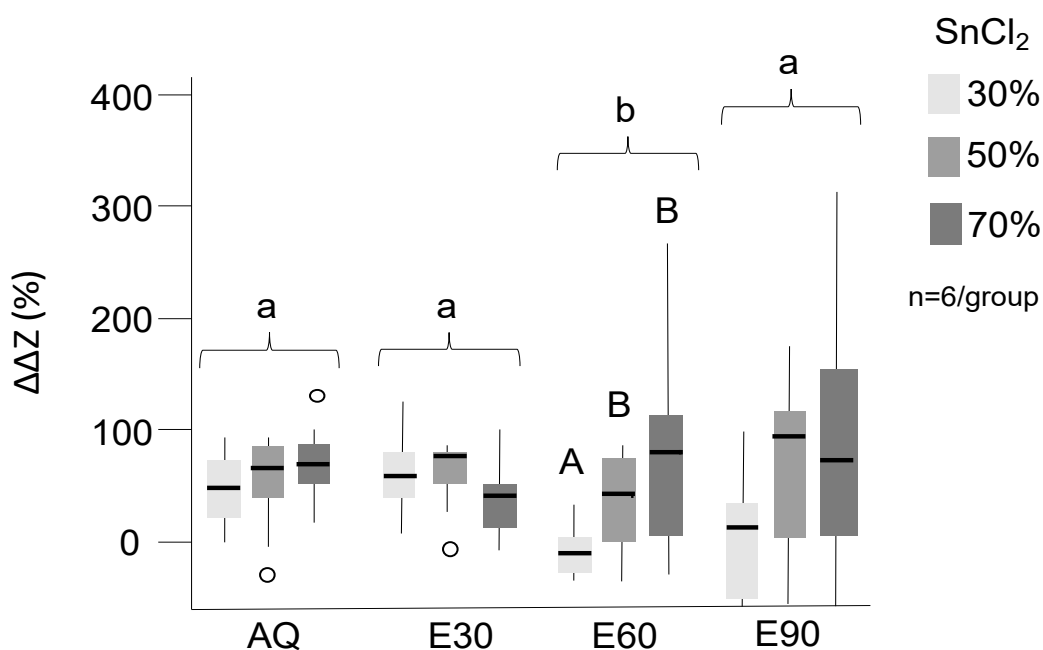 SnCl₂
30%
50%
70%
n=6/group
ΔΔZ (%)
400
300
200
100
0
a
a
b
a
A
B
B
AQ
E30
E60
E90